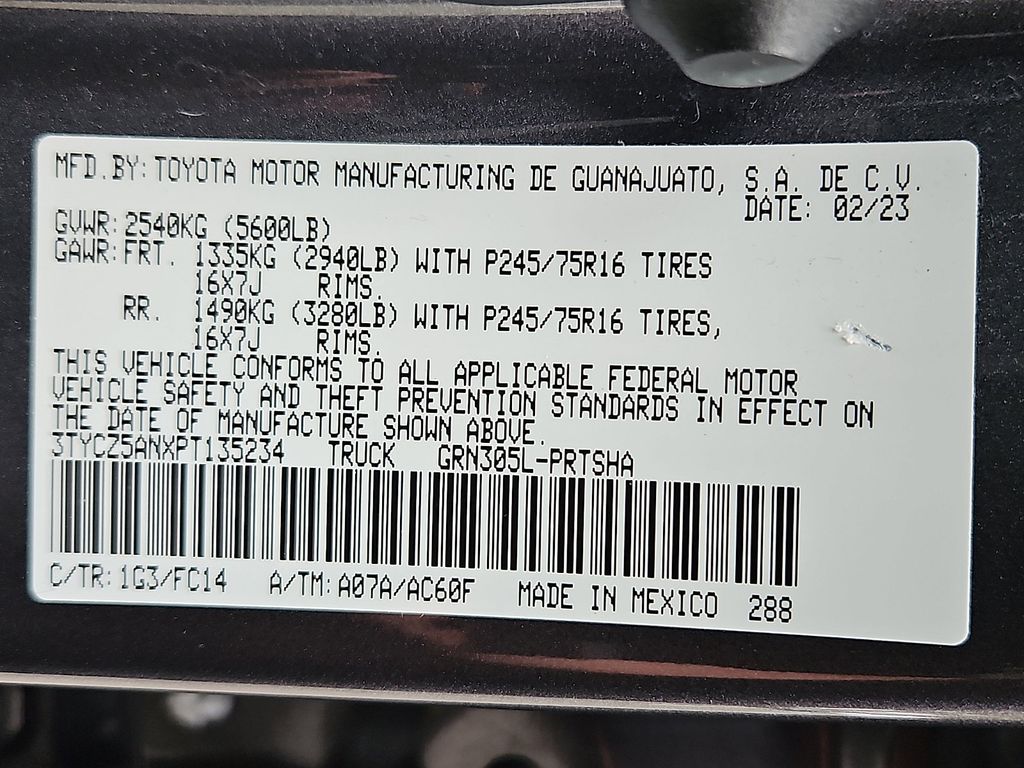 MFD.BY:TOYOTA MOTOR MANUFACTURING DE GUANAJUATO, S.A. DE C.V.
DATE: 02/23
GVWR:2540KG (5600LB)
GAWR:FRT. 1335KG (2940LB) WITH P245/75R16 TIRES
16X7J RIMS.
RR. 1490KG (3280LB) WITH P245/75R16 TIRES,
16X7J RIMS.
THIS VEHICLE CONFORMS TO ALL APPLICABLE FEDERAL MOTOR
VEHICLE SAFETY AND THEFT PREVENTION STANDARDS IN EFFECT ON
THE DATE OF MANUFACTURE SHOWN ABOVE.
3TYCZ5ANXPT135234 TRUCK GRN305L-PRTSHA
C/TR:1G3/FC14 A/TM:A07A/AC60F MADE IN MEXICO 288